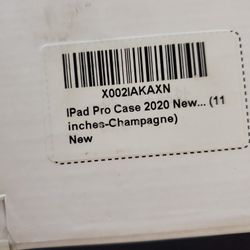 X002IAKAXN
IPad Pro Case 2020 New... (11
inches-Champagne)
New